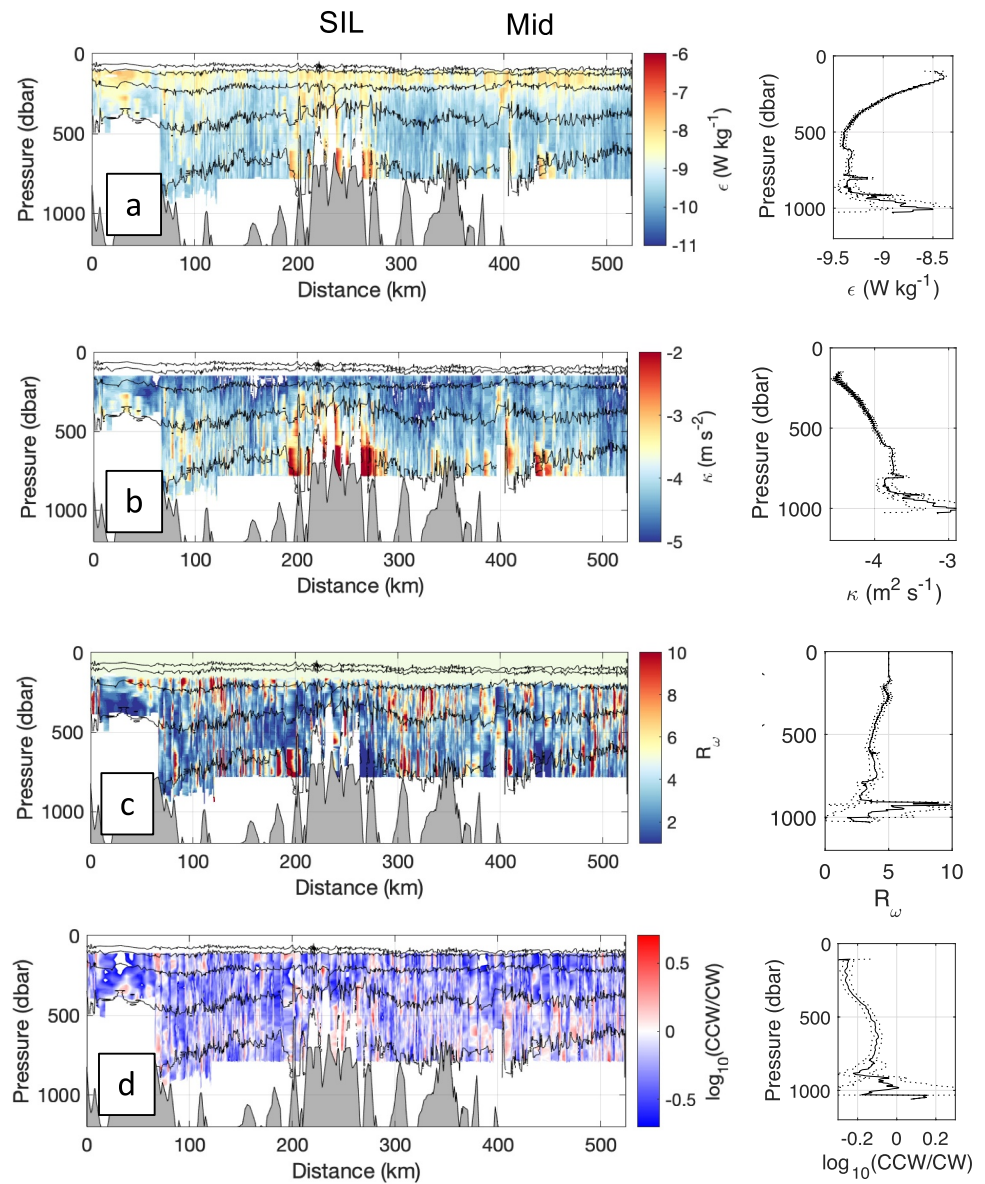 SIL Mid
0
500
1000
Pressure (dbar)
a
0 100 200 300 400 500
Distance (km)
-6
-7
-8
-9
-10
-11
ϵ (W kg⁻¹)
0
500
1000
Pressure (dbar)
-9.5 -9 -8.5
ϵ (W kg⁻¹)
0
500
1000
Pressure (dbar)
b
0 100 200 300 400 500
Distance (km)
-2
-3
-4
-5
κ (m s⁻²)
0
500
1000
Pressure (dbar)
-4 -3
κ (m² s⁻¹)
0
500
1000
Pressure (dbar)
c
0 100 200 300 400 500
Distance (km)
10
8
6
4
2
R_ω
0
500
1000
Pressure (dbar)
0 5 10
R_ω
0
500
1000
Pressure (dbar)
d
0 100 200 300 400 500
Distance (km)
0.5
0
-0.5
log₁₀(CCW/CW)
0
500
1000
Pressure (dbar)
-0.2 0 0.2
log₁₀(CCW/CW)